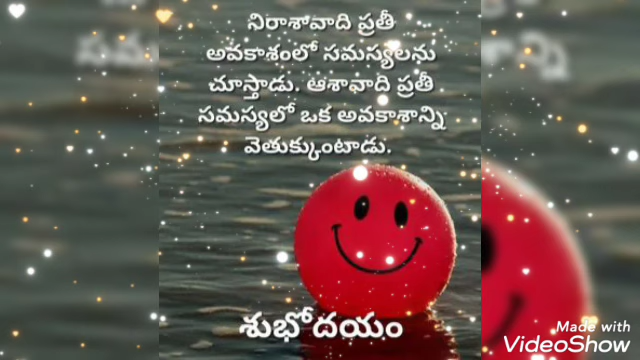 నిరాశావాది ప్రతీ
అవకాశంలో సమస్యలను
చూస్తాడు. ఆశావాది ప్రతీ
సమస్యలో ఒక అవకాశాన్ని
వెతుక్కుంటాడు.
శుభోదయం
Made with
VideoShow